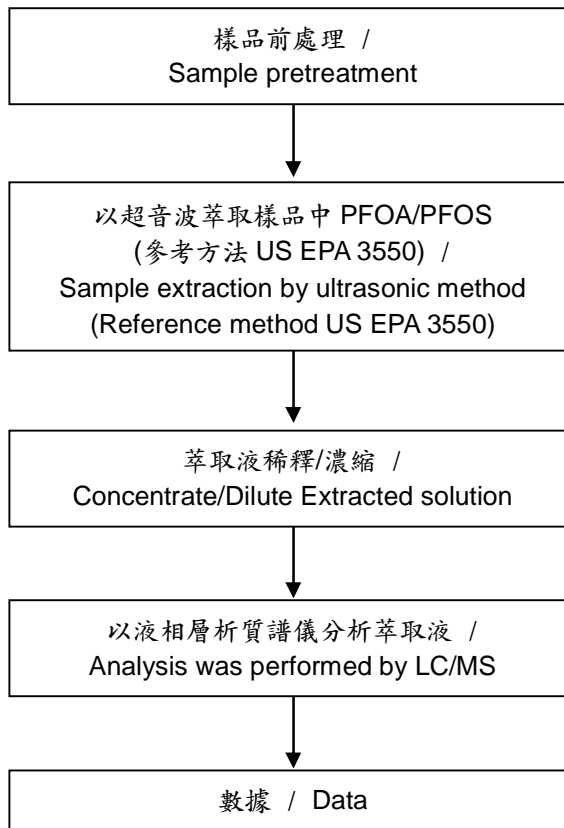 樣品前處理 /
Sample pretreatment
以超音波萃取樣品中 PFOA/PFOS
(參考方法 US EPA 3550) /
Sample extraction by ultrasonic method
(Reference method US EPA 3550)
萃取液稀釋/濃縮 /
Concentrate/Dilute Extracted solution
以液相層析質譜儀分析萃取液 /
Analysis was performed by LC/MS
數據 / Data